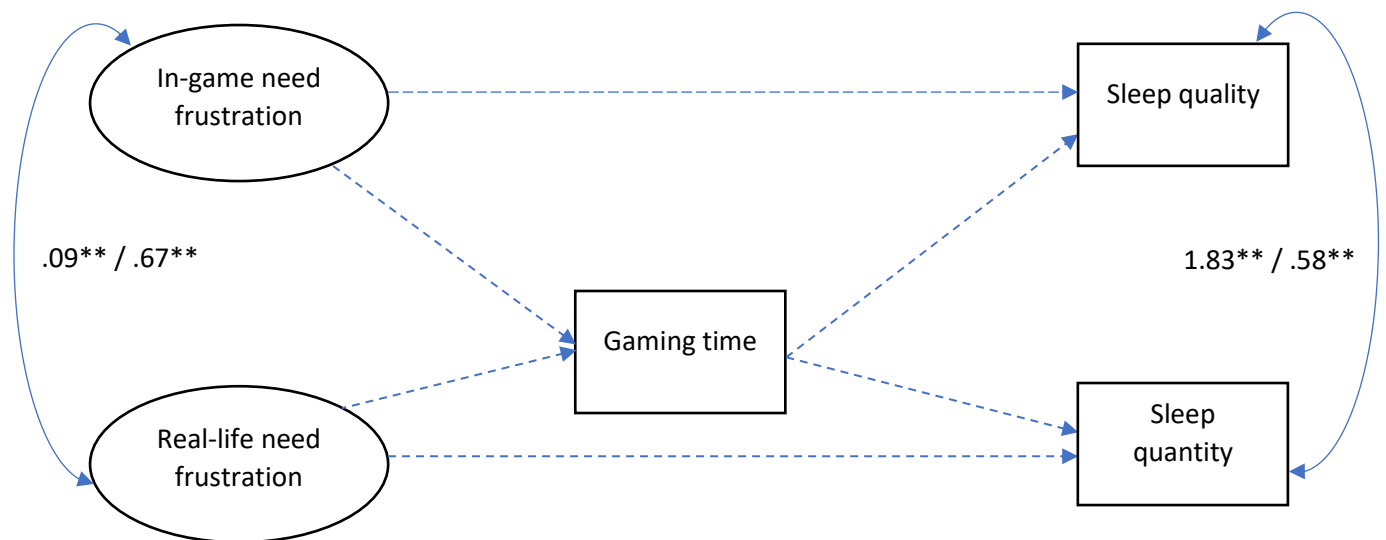 In-game need
frustration
Sleep quality
.09** / .67**
1.83** / .58**
Gaming time
Real-life need
frustration
Sleep
quantity